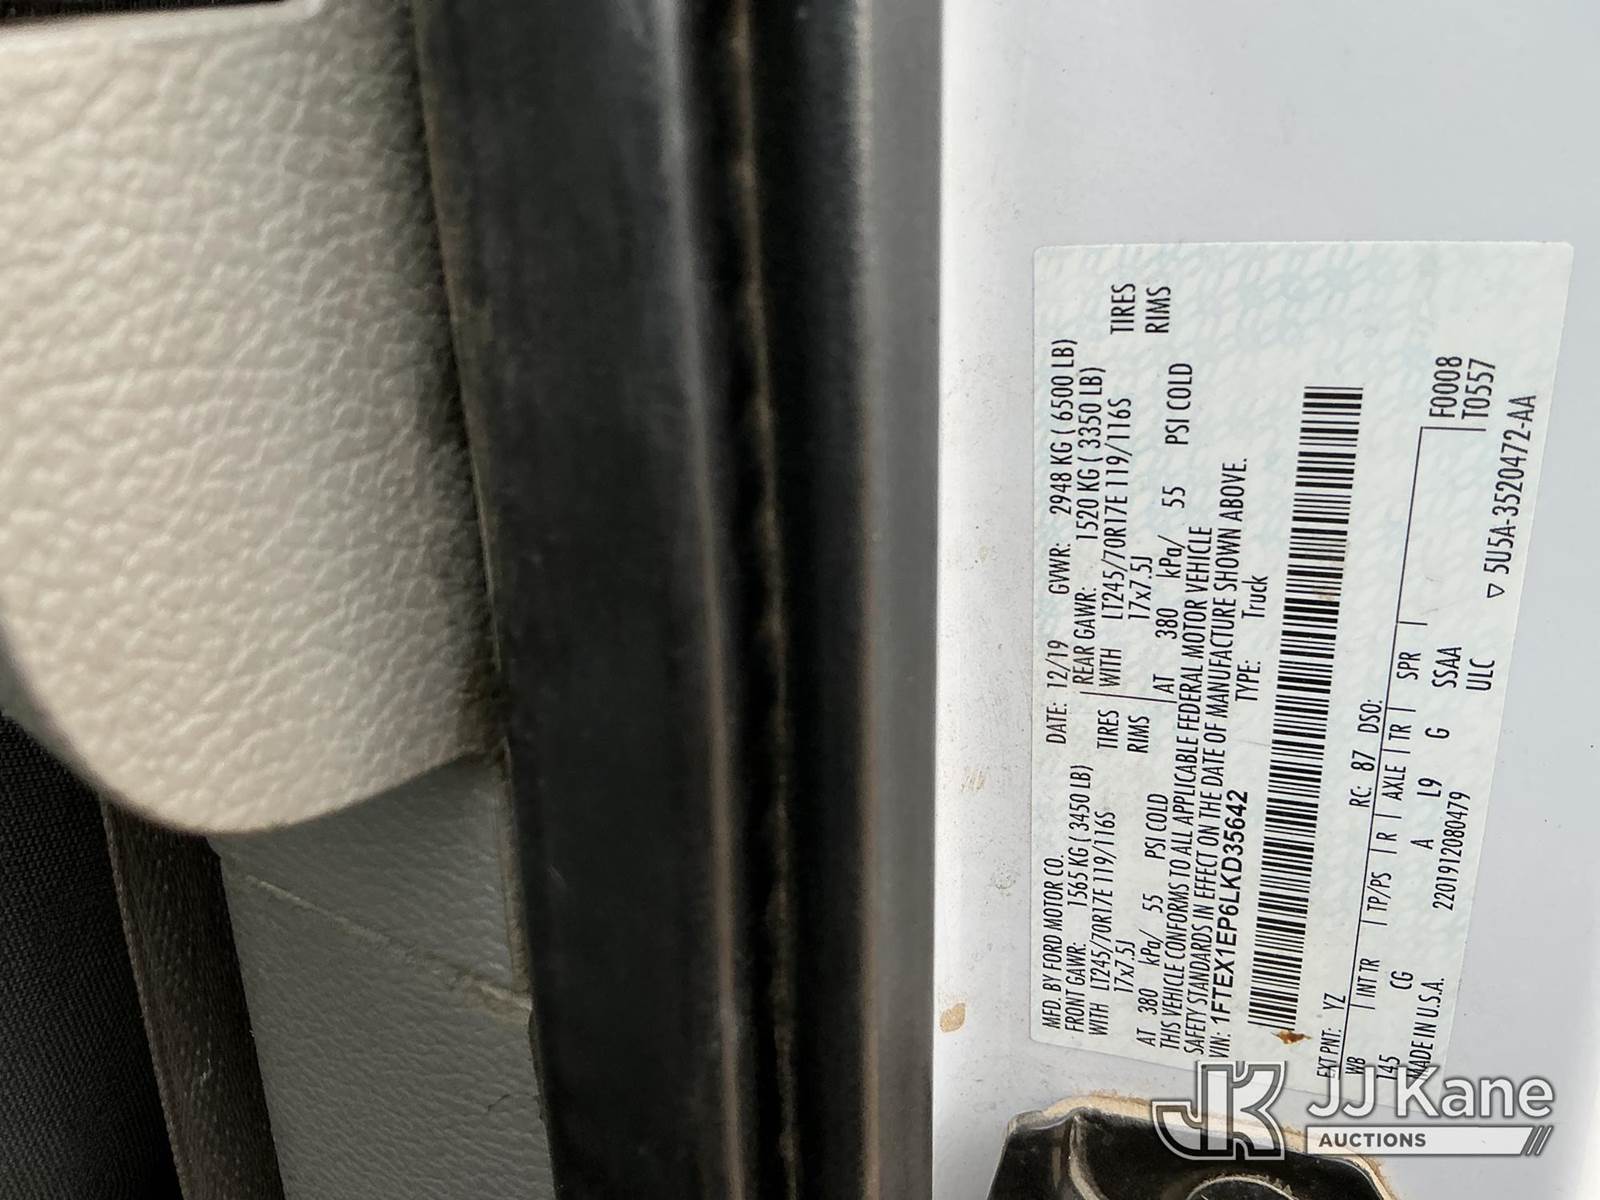 MFD. BY FORD MOTOR CO.
DATE: 12/19 GVWR: 2948 KG ( 6500 LB)
FRONT GAWR: 1565 KG ( 3450 LB) REAR GAWR: 1520 KG ( 3350 LB)
WITH LT245/70R17E 119/116S TIRES WITH LT245/70R17E 119/116S TIRES
17x7.5J RIMS 17x7.5J RIMS
AT 380 kPa/ 55 PSI COLD AT 380 kPa/ 55 PSI COLD
THIS VEHICLE CONFORMS TO ALL APPLICABLE FEDERAL MOTOR VEHICLE
SAFETY STANDARDS IN EFFECT ON THE DATE OF MANUFACTURE SHOWN ABOVE.
VIN: 1FTEX1EP6LKD35642 TYPE: Truck
EXT PNT: YZ RC: 87 DSO:
WB INT TR TP/PS R AXLE TR SPR
F0008
T0557
145 CG A L9 G SSAA
MADE IN U.S.A. 2201912080479 ULC
▽ 5U5A-3520472-AA
JK JJ Kane
AUCTIONS